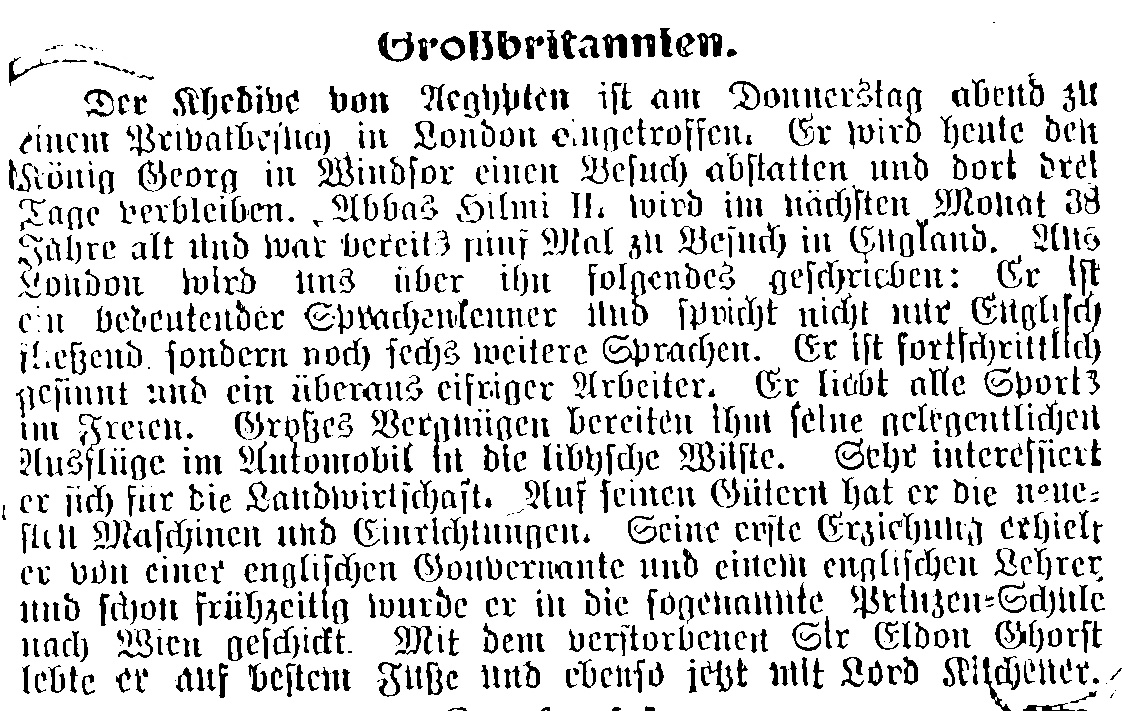 Großbritannien.
Der Khedive von Aegypten ist am Donnerstag abend zu
einem Privatbesuch in London eingetroffen. Er wird heute den
König Georg in Windsor einen Besuch abstatten und dort drei
Tage verbleiben. Abbas Hilmi II. wird im nächsten Monat 38
Jahre alt und war bereits fünf Mal zu Besuch in England. Aus
London wird uns über ihn folgendes geschrieben: Er ist
ein bedeutender Sprachenkenner und spricht nicht nur Englisch
fließend, sondern noch sechs weitere Sprachen. Er ist fortschrittlich
gesinnt und ein überaus eifriger Arbeiter. Er liebt alle Sports
im Freien. Großes Vergnügen bereiten ihm seine gelegentlichen
Ausflüge im Automobil in die libysche Wüste. Sehr interessiert
er sich für die Landwirtschaft. Auf seinen Gütern hat er die neue-
sten Maschinen und Einrichtungen. Seine erste Erziehung erhielt
er von einer englischen Gouvernante und einem englischen Lehrer
und schon frühzeitig wurde er in die sogenannte Prinzen-Schule
nach Wien geschickt. Mit dem verstorbenen Sir Eldon Ghorst
lebte er auf bestem Fuße und ebenso jetzt mit Lord Kitchener.